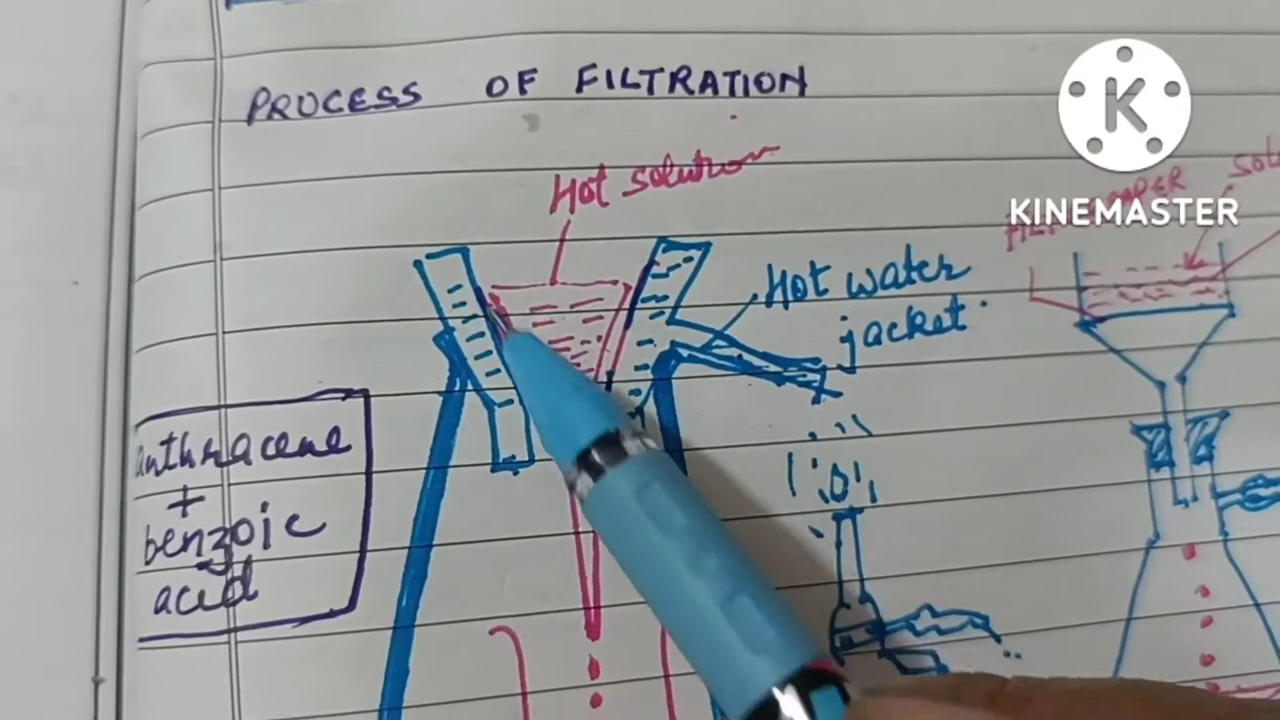 PROCESS OF FILTRATION
Hot solution
Hot water
jacket
anthracene
+
benzoic
acid
K
KINEMASTER